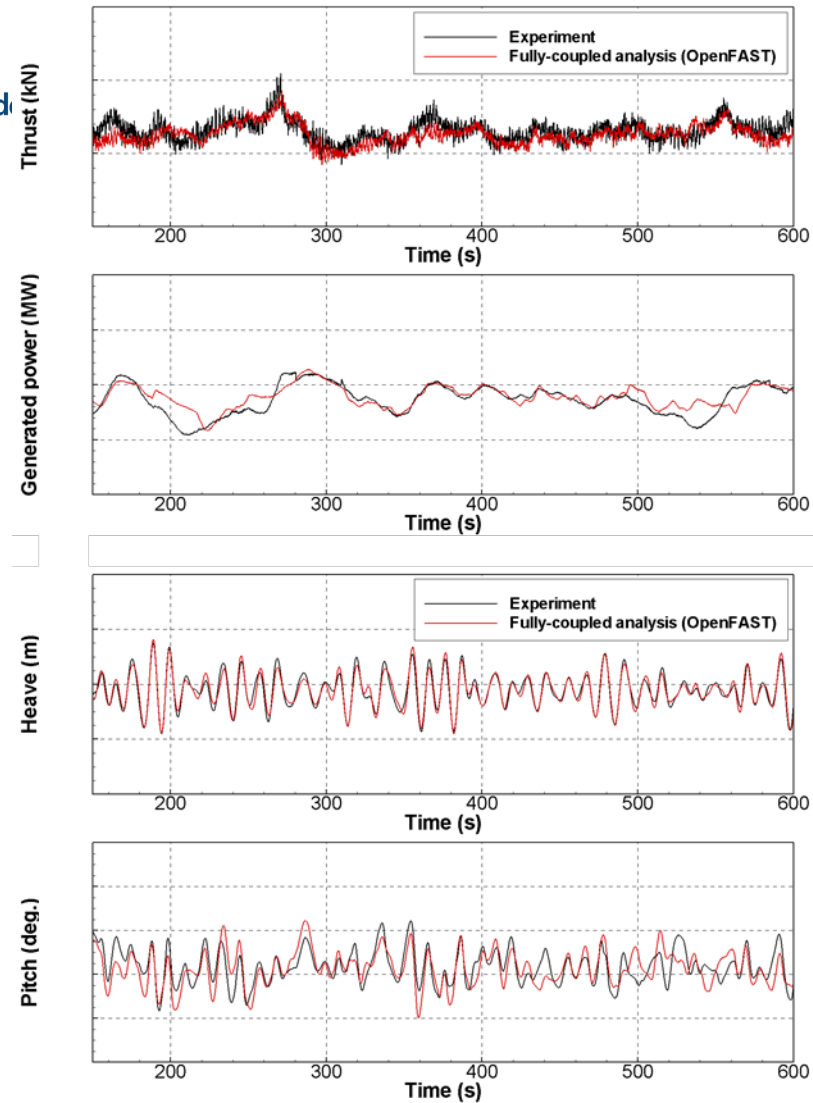 Experiment
Fully-coupled analysis (OpenFAST)
Thrust (kN)
200 300 400 500 600
Time (s)
Generated power (MW)
200 300 400 500 600
Time (s)
Experiment
Fully-coupled analysis (OpenFAST)
Heave (m)
200 300 400 500 600
Time (s)
Pitch (deg.)
200 300 400 500 600
Time (s)